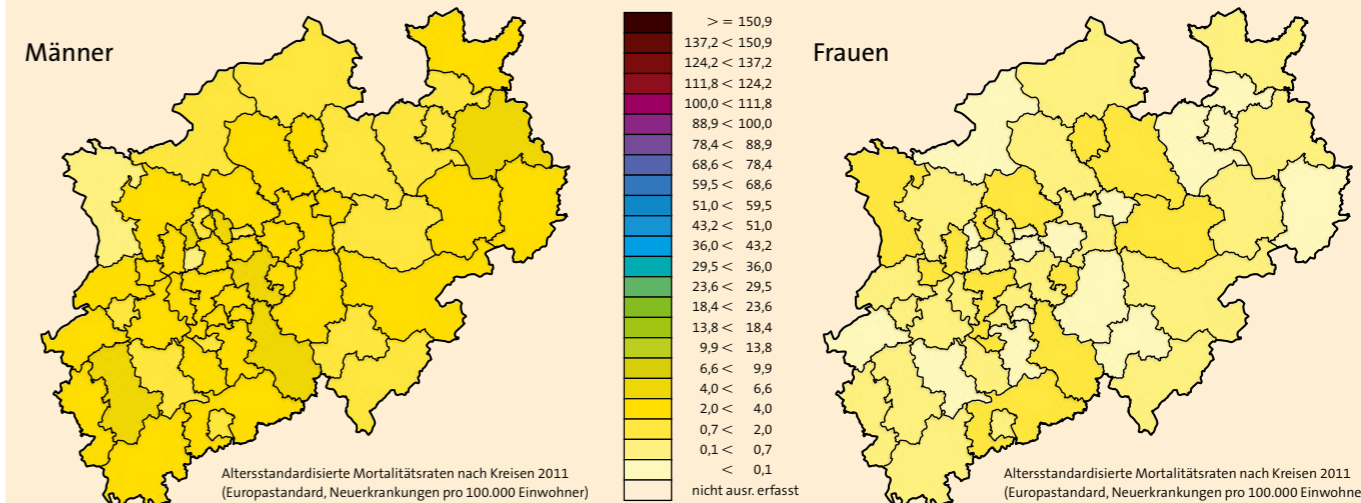 Männer
> = 150,9
137,2 < 150,9
124,2 < 137,2
111,8 < 124,2
100,0 < 111,8
88,9 < 100,0
78,4 < 88,9
68,6 < 78,4
59,5 < 68,6
51,0 < 59,5
43,2 < 51,0
36,0 < 43,2
29,5 < 36,0
23,6 < 29,5
18,4 < 23,6
13,8 < 18,4
9,9 < 13,8
6,6 < 9,9
4,0 < 6,6
2,0 < 4,0
0,7 < 2,0
0,1 < 0,7
< 0,1
nicht ausr. erfasst
Frauen
Altersstandardisierte Mortalitätsraten nach Kreisen 2011
(Europastandard, Neuerkrankungen pro 100.000 Einwohner)
Altersstandardisierte Mortalitätsraten nach Kreisen 2011
(Europastandard, Neuerkrankungen pro 100.000 Einwohner